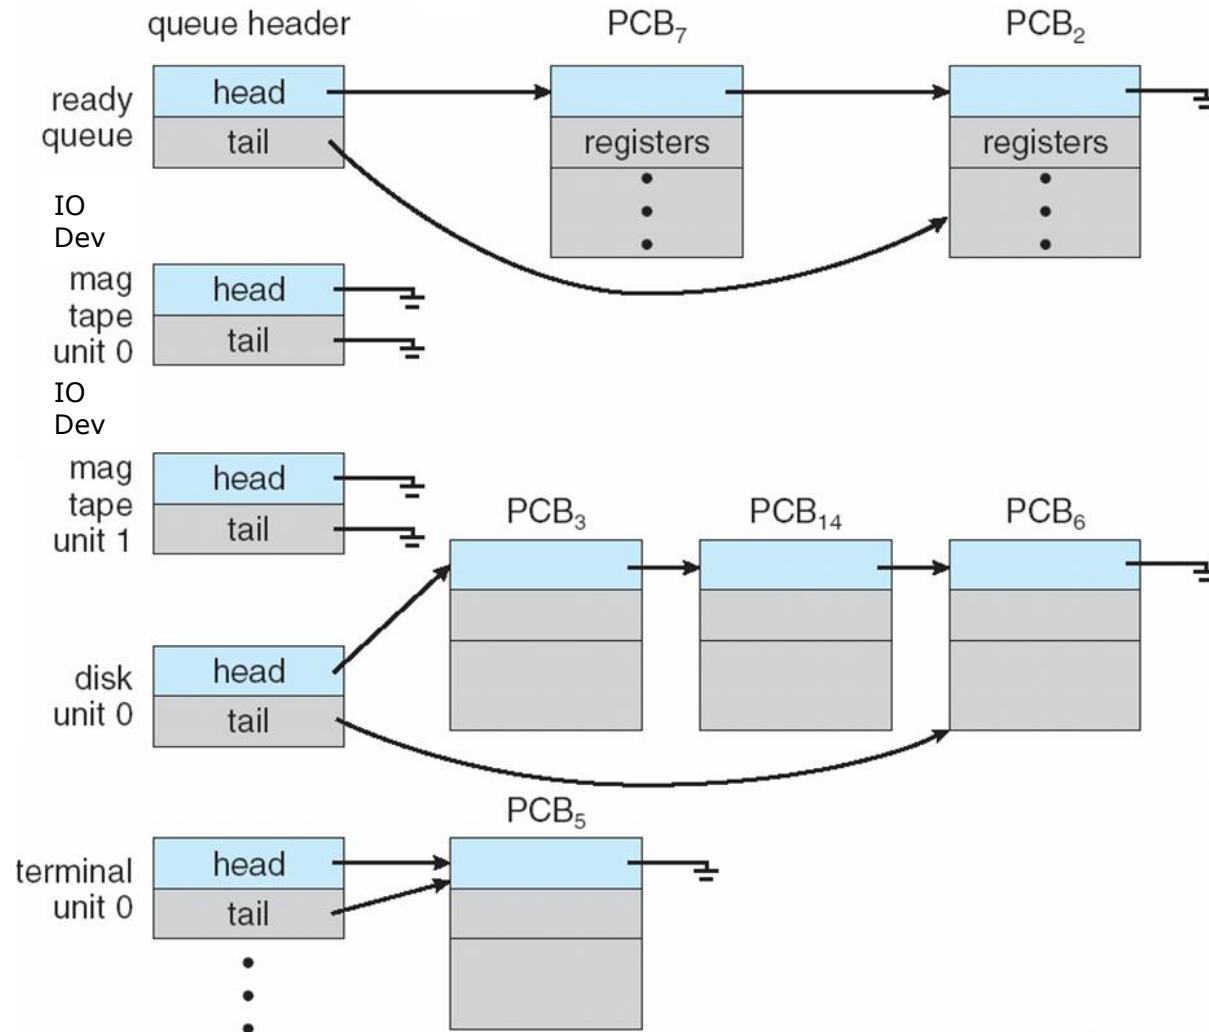 queue header
PCB₇
PCB₂
ready
queue
head
tail
registers
registers
IO
Dev
mag
tape
unit 0
head
tail
IO
Dev
mag
tape
unit 1
head
tail
PCB₃
PCB₁₄
PCB₆
disk
unit 0
head
tail
PCB₅
terminal
unit 0
head
tail